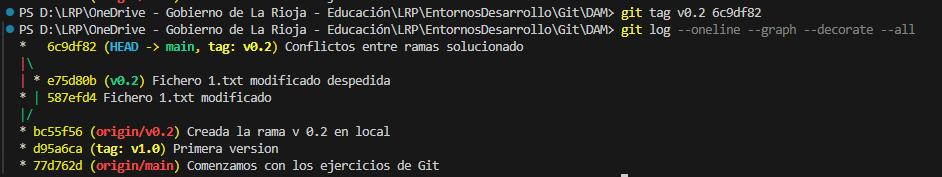 PS D:\LRP\OneDrive - Gobierno de La Rioja - Educación\LRP\EntornosDesarrollo\Git\DAM> git tag v0.2 6c9df82
PS D:\LRP\OneDrive - Gobierno de La Rioja - Educación\LRP\EntornosDesarrollo\Git\DAM> git log --oneline --graph --decorate --all
*   6c9df82 (HEAD -> main, tag: v0.2) Conflictos entre ramas solucionado
|\
| * e75d80b (v0.2) Fichero 1.txt modificado despedida
* | 587efd4 Fichero 1.txt modificado
|/
* bc55f56 (origin/v0.2) Creada la rama v 0.2 en local
* d95a6ca (tag: v1.0) Primera version
* 77d762d (origin/main) Comenzamos con los ejercicios de Git